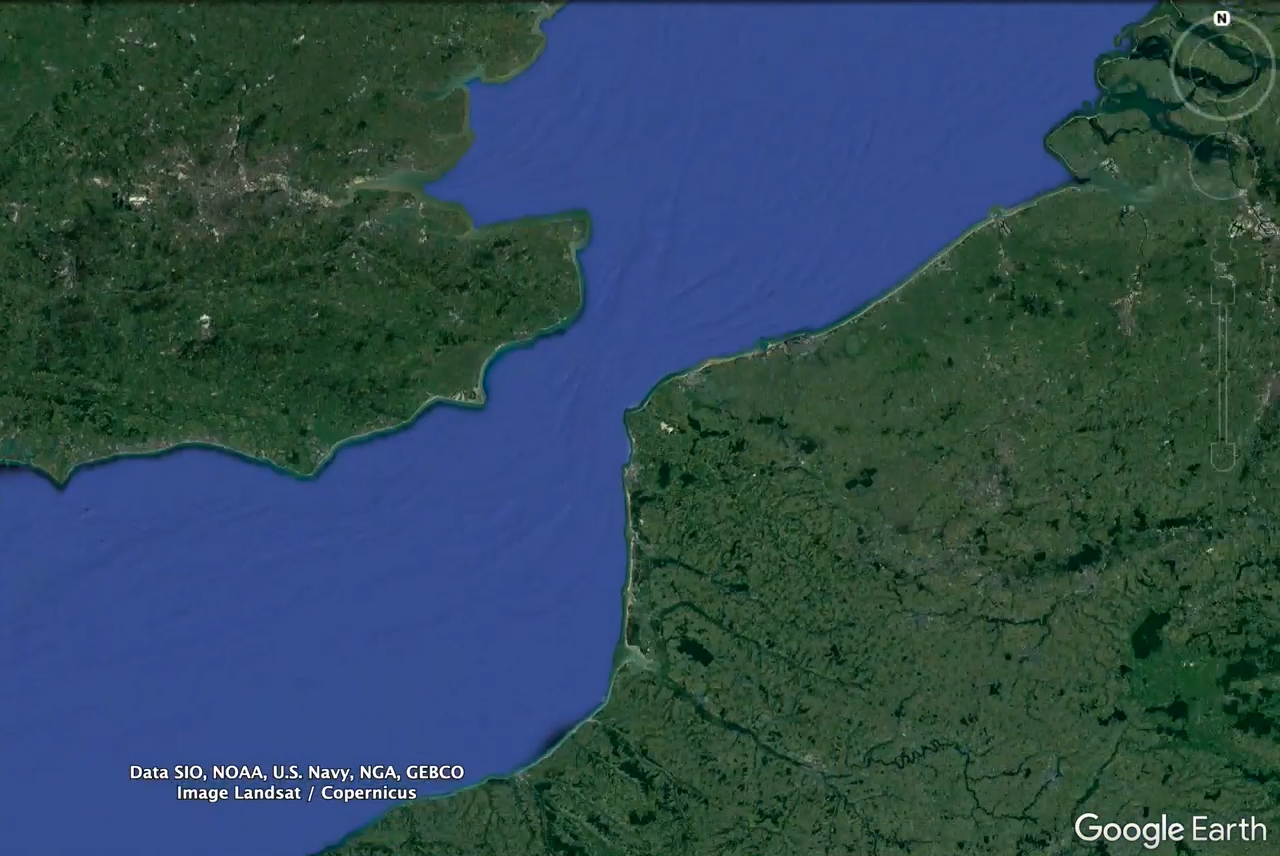 N
Data SIO, NOAA, U.S. Navy, NGA, GEBCO
Image Landsat / Copernicus
Google Earth